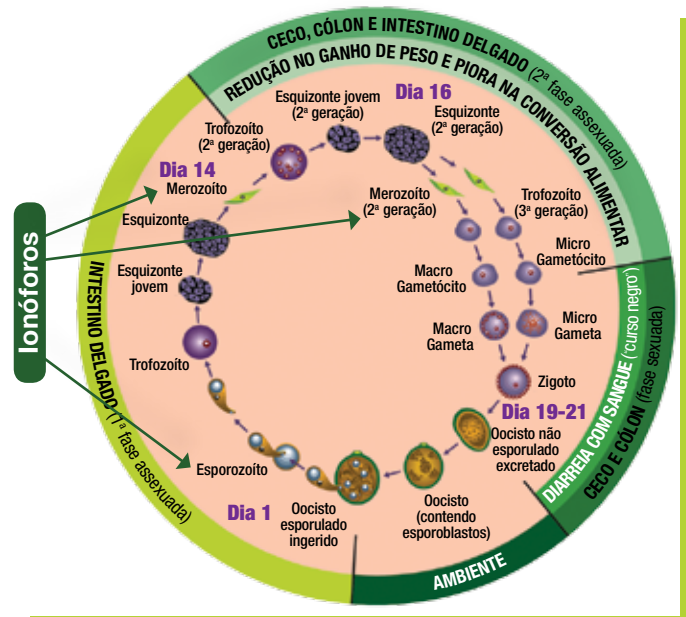 CECO, CÓLON E INTESTINO DELGADO (2ª fase assexuada)
REDUÇÃO NO GANHO DE PESO E PIORA NA CONVERSÃO ALIMENTAR
Esquizonte jovem
(2ª geração)
Dia 16
Esquizonte
(2ª geração)
Trofozoíto
(2ª geração)
Dia 14
Merozoíto
Merozoíto
(2ª geração)
Trofozoíto
(3ª geração)
Esquizonte
Ionóforos
Micro
Gametócito
Esquizonte
jovem
Macro
Gametócito
INTESTINO DELGADO (1ª fase assexuada)
Macro
Gameta
Micro
Gameta
Trofozoíto
Zigoto
Dia 19-21
DIARREIA COM SANGUE ("curso negro")
CECO E CÓLON (fase sexuada)
Oocisto não
esporulado
excretado
Esporozoíto
Dia 1
Oocisto
esporulado
ingerido
Oocisto
(contendo
esporoblastos)
AMBIENTE